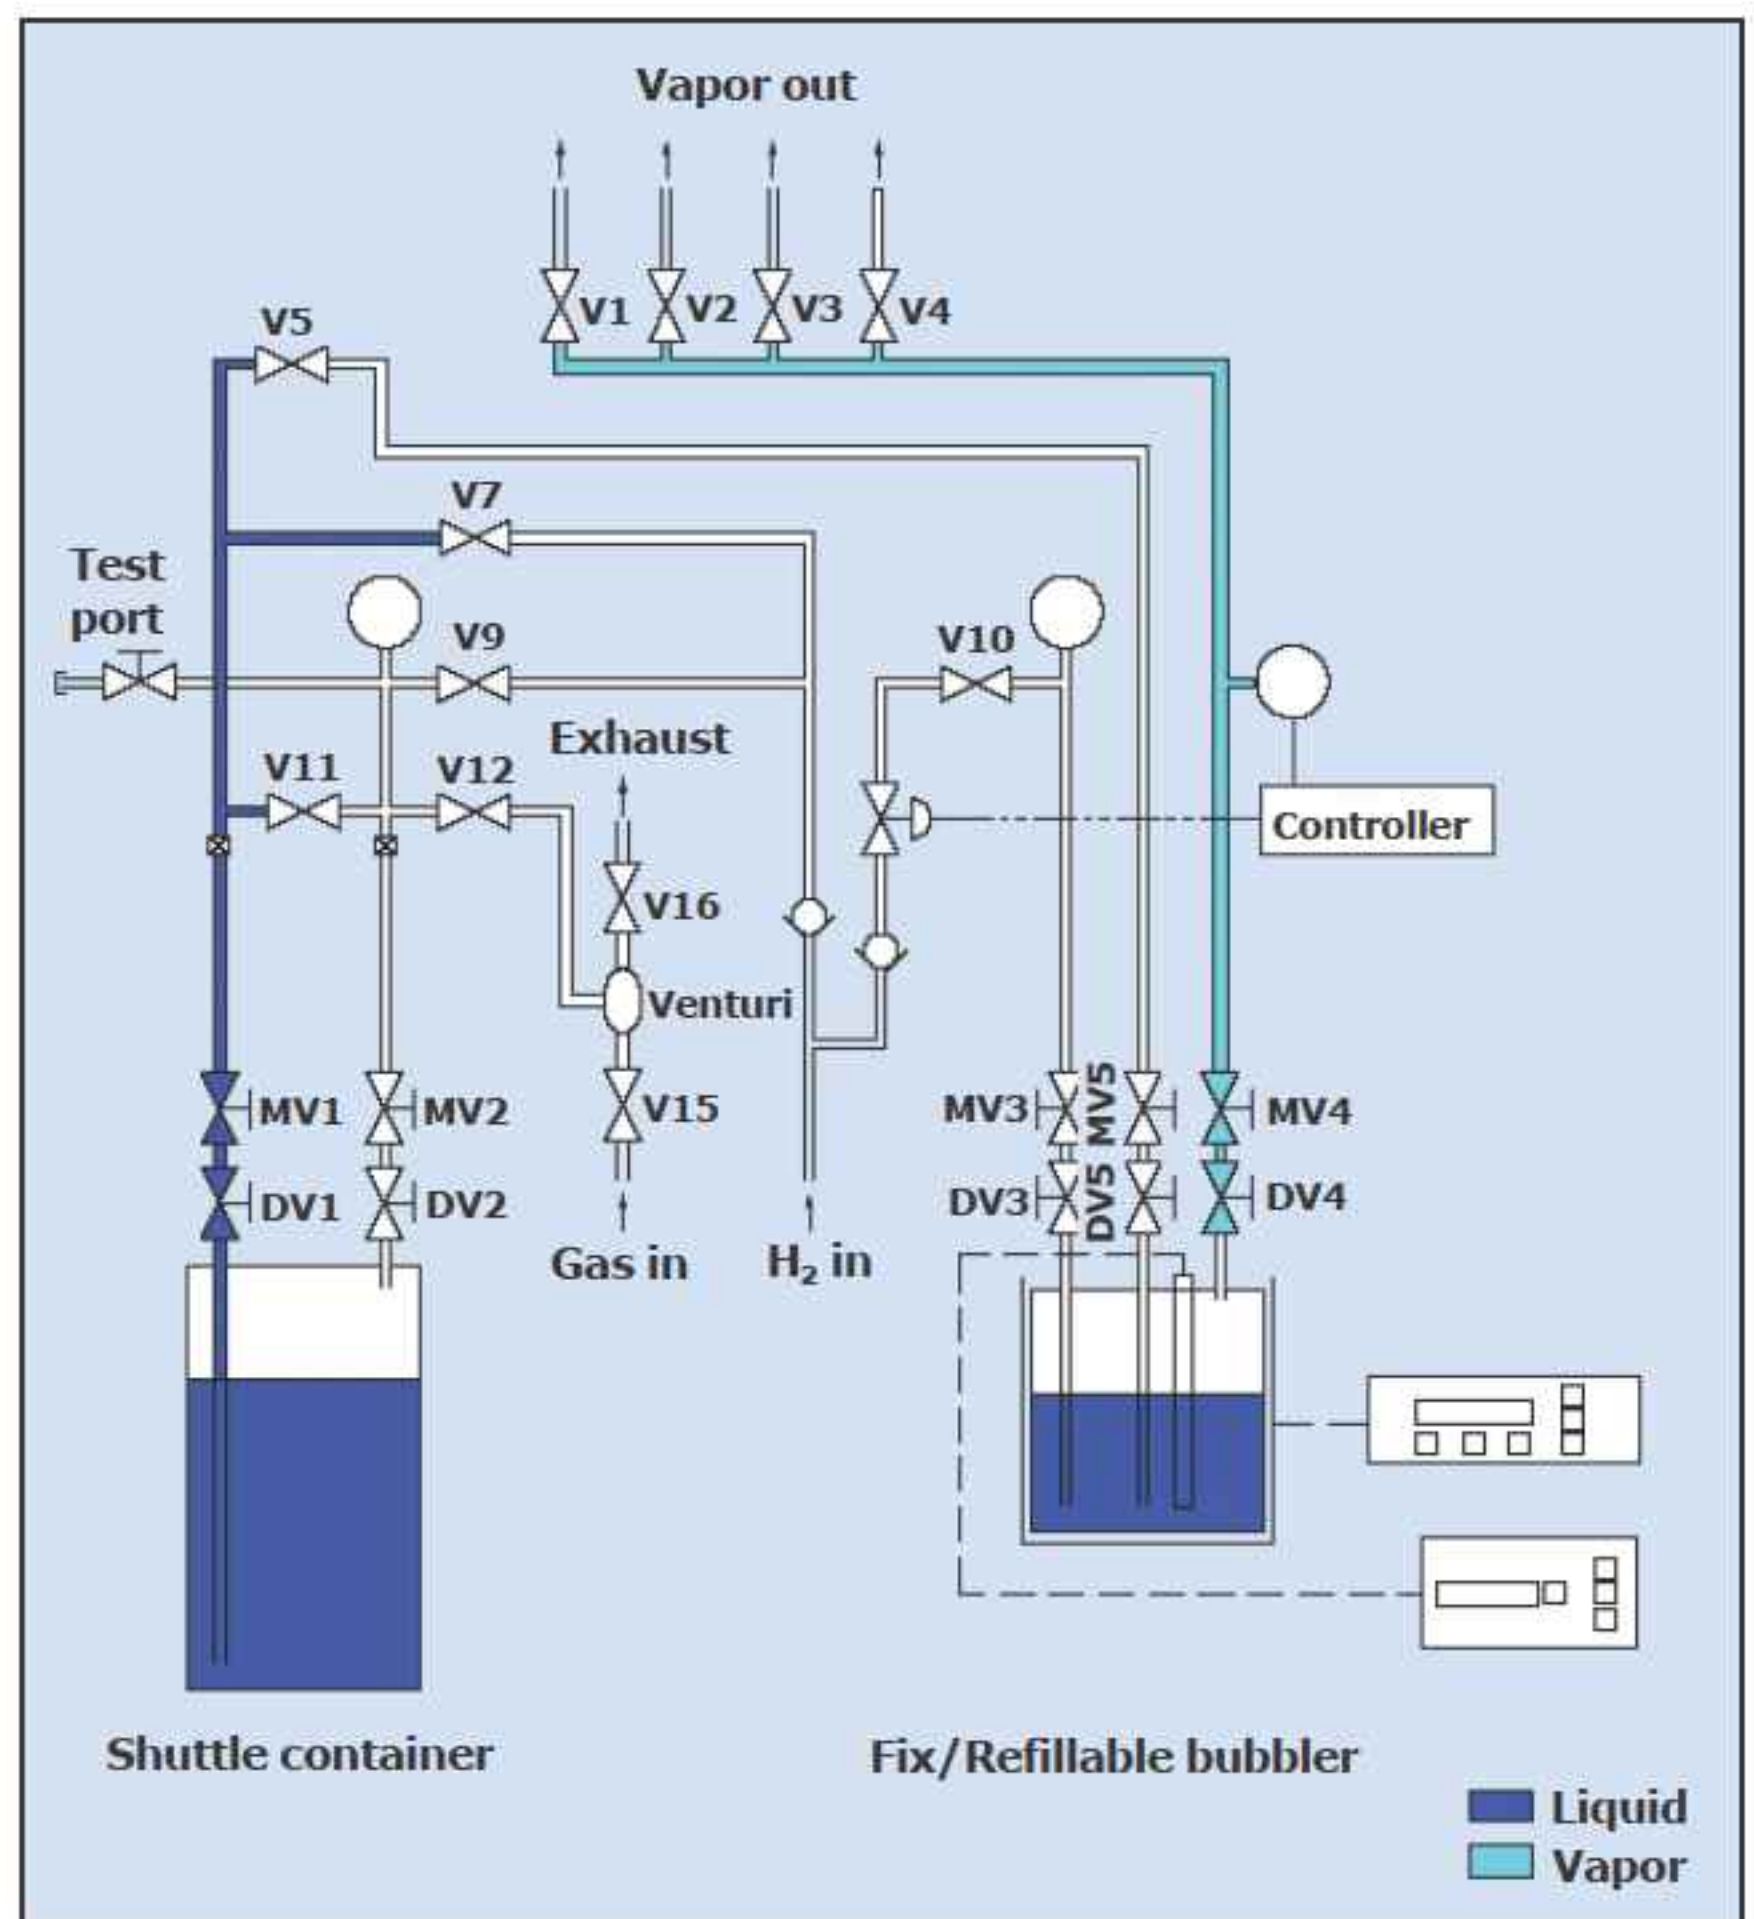 Vapor out
V1
V2
V3
V4
V5
V7
Test
port
V9
V10
Exhaust
V11
V12
Controller
V16
Venturi
V15
MV1
MV2
MV3
MV5
MV4
DV1
DV2
DV3
DV5
DV4
Gas in
H₂ in
Shuttle container
Fix/Refillable bubbler
Liquid
Vapor